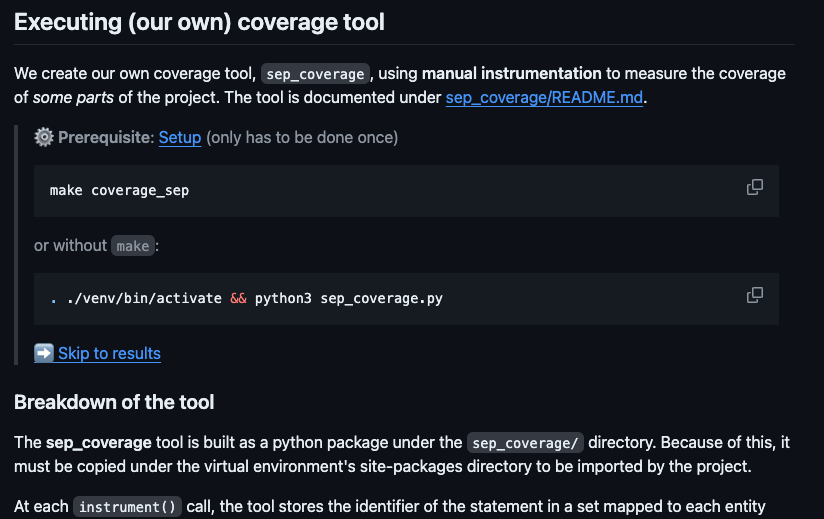 Executing (our own) coverage tool
We create our own coverage tool, sep_coverage, using manual instrumentation to measure the coverage
of some parts of the project. The tool is documented under sep_coverage/README.md.
⚙️ Prerequisite: Setup (only has to be done once)
make coverage_sep
or without make:
. ./venv/bin/activate && python3 sep_coverage.py
➡️ Skip to results
Breakdown of the tool
The sep_coverage tool is built as a python package under the sep_coverage/ directory. Because of this, it
must be copied under the virtual environment's site-packages directory to be imported by the project.
At each instrument() call, the tool stores the identifier of the statement in a set mapped to each entity